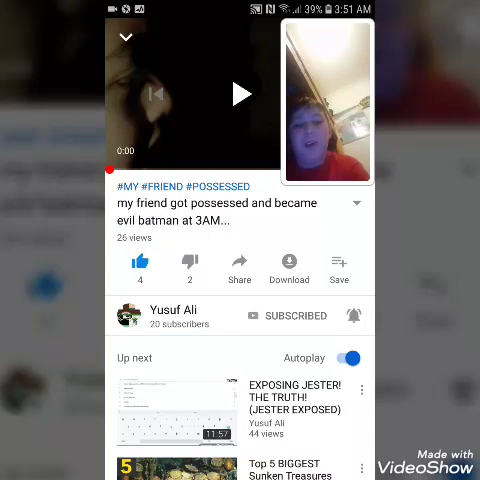 39% 3:51 AM
0:00
#MY #FRIEND #POSSESSED
my friend got possessed and became
evil batman at 3AM...
26 views
4
2
Share
Download
Save
Yusuf Ali
20 subscribers
SUBSCRIBED
Up next
Autoplay
EXPOSING JESTER!
THE TRUTH!
(JESTER EXPOSED)
Yusuf Ali
44 views
11:57
5
Top 5 BIGGEST
Sunken Treasures
Made with
VideoShow